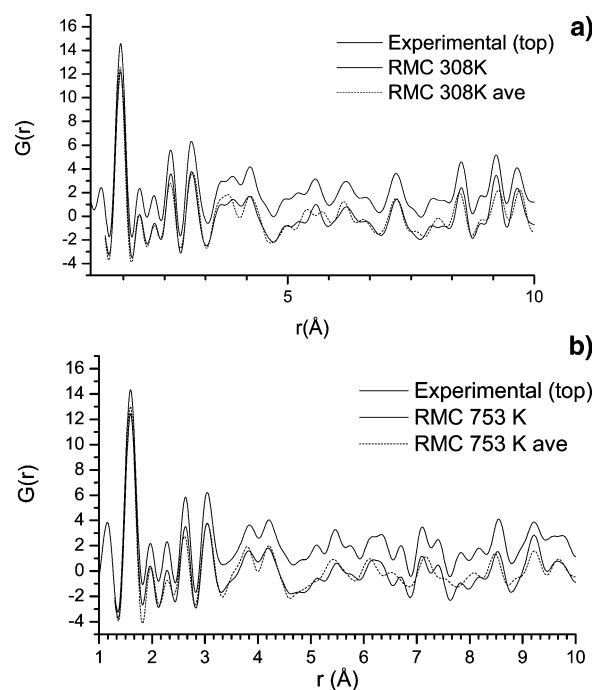 a)
Experimental (top)
RMC 308K
RMC 308K ave
G(r)
16
14
12
10
8
6
4
2
0
-2
-4
5 10
r(Å)
b)
Experimental (top)
RMC 753 K
RMC 753 K ave
G(r)
16
14
12
10
8
6
4
2
0
-2
-4
1 2 3 4 5 6 7 8 9 10
r (Å)